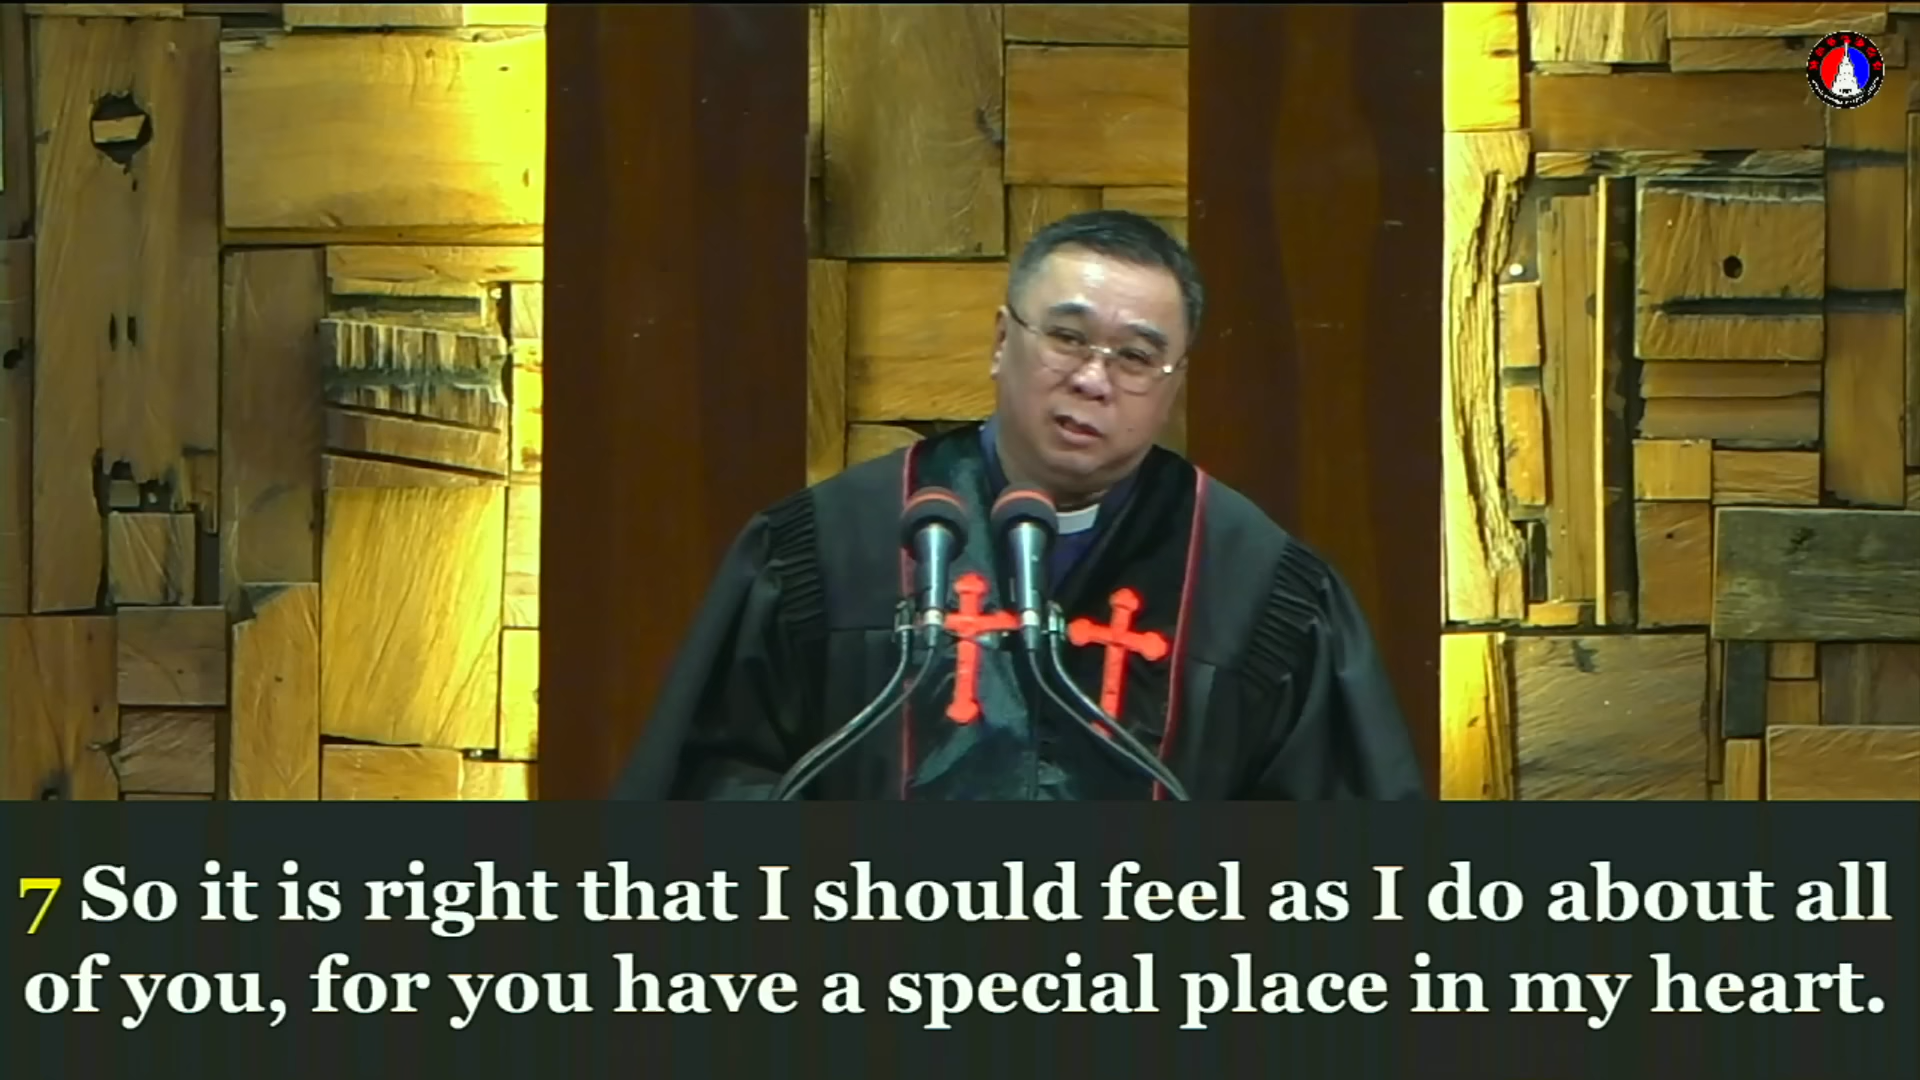 7 So it is right that I should feel as I do about all
of you, for you have a special place in my heart.